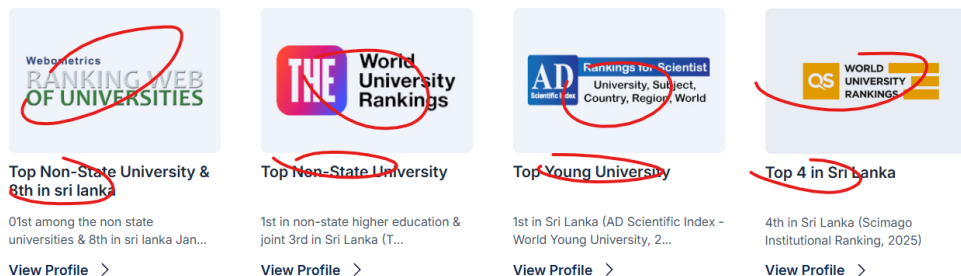 Webometrics
RANKING WEB
OF UNIVERSITIES
Top Non-State University &
8th in sri lanka
01st among the non state
universities & 8th in sri lanka Jan...
View Profile
THE
World
University
Rankings
Top Non-State University
1st in non-state higher education &
joint 3rd in Sri Lanka (T...
View Profile
AD
Scientific Index
Rankings for Scientist
University, Subject,
Country, Region, World
Top Young University
1st in Sri Lanka (AD Scientific Index -
World Young University, 2...
View Profile
QS
WORLD
UNIVERSITY
RANKINGS
Top 4 in Sri Lanka
4th in Sri Lanka (Scimago
Institutional Ranking, 2025)
View Profile